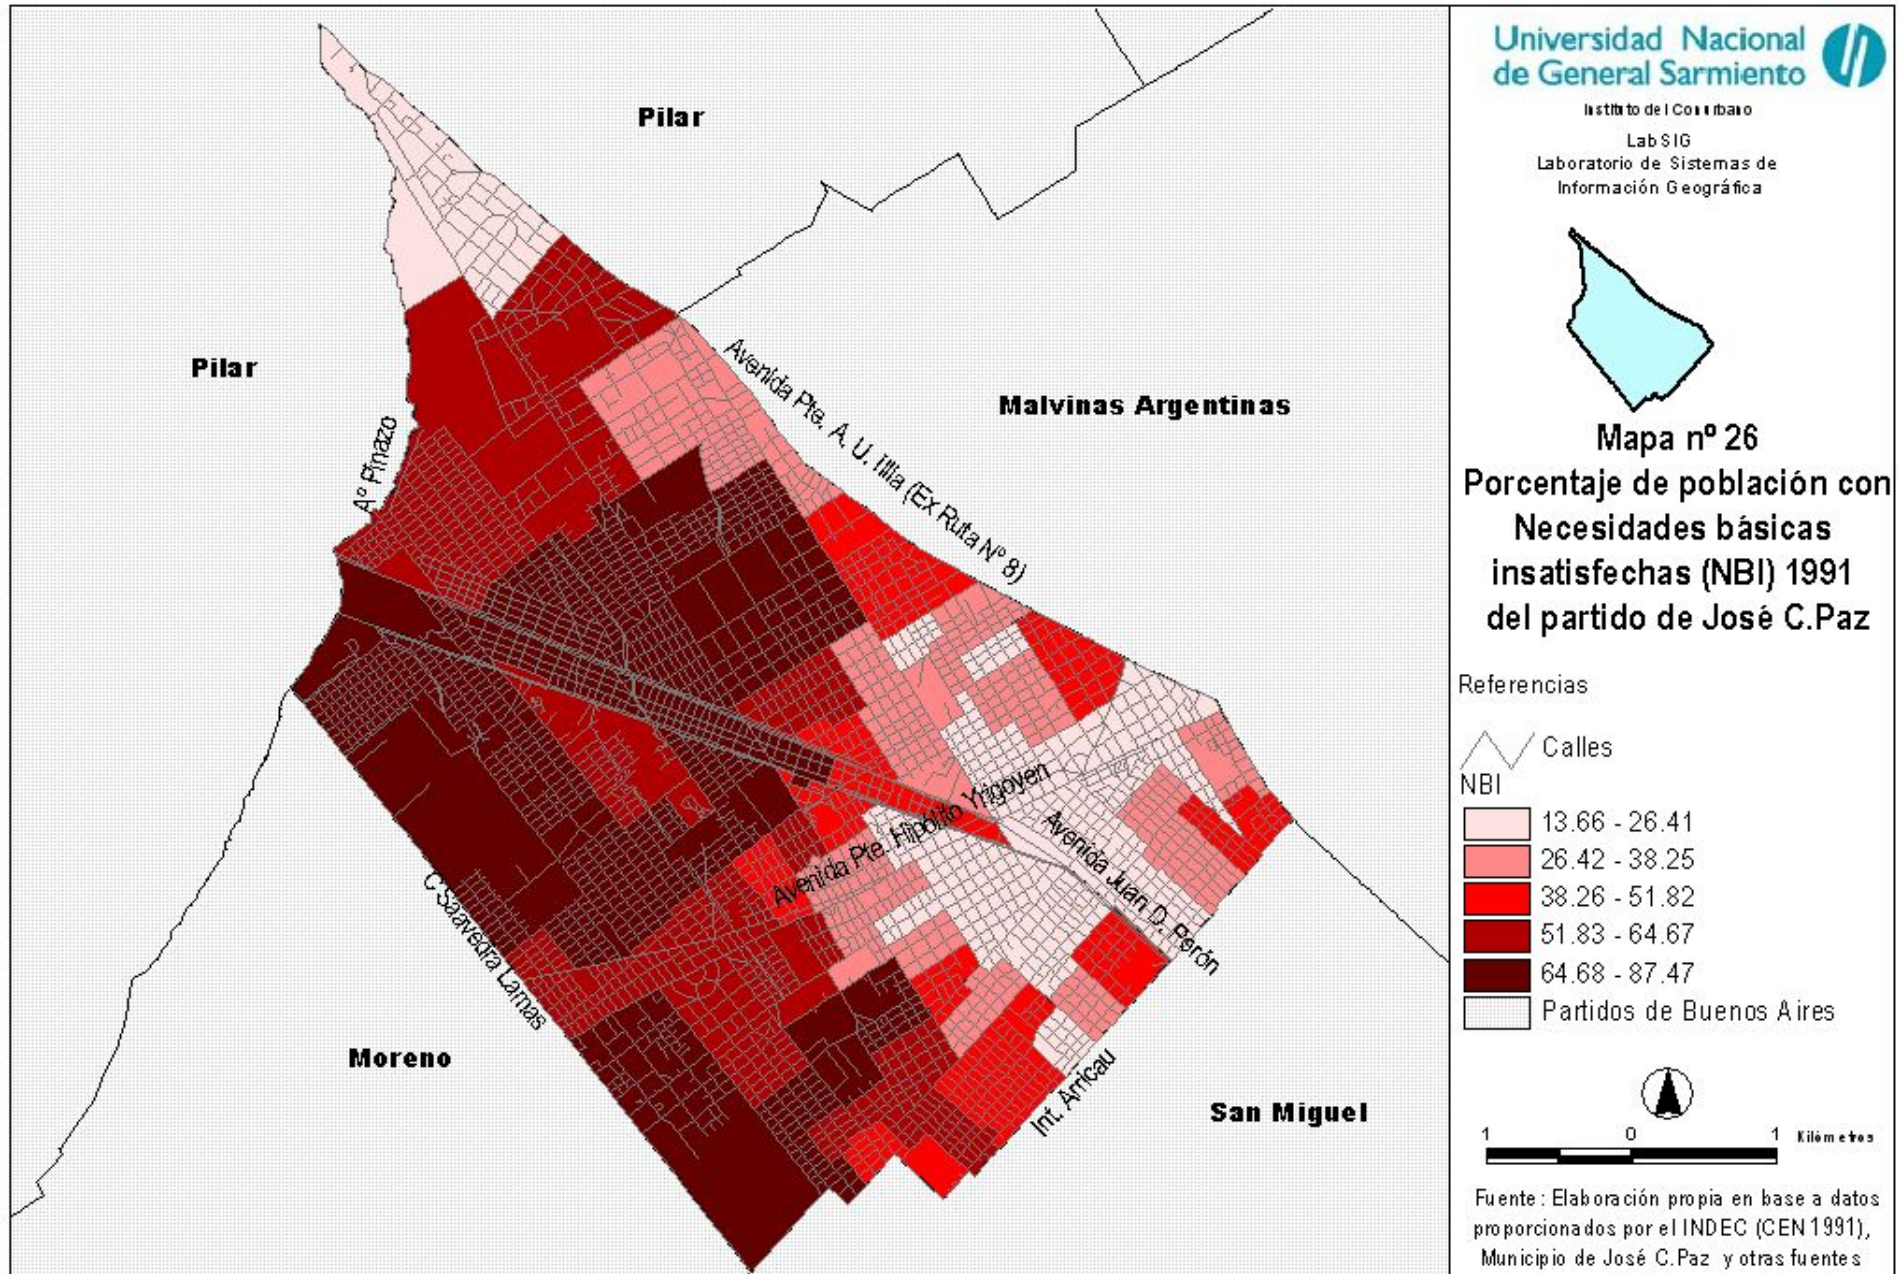 Pilar
Pilar
Malvinas Argentinas
Moreno
San Miguel
Avenida Pte. A. U. Illia (Ex Ruta Nº 8)
Aº Pinazo
Avenida Pte. Hipólito Yrigoyen
Avenida Juan D. Perón
C Saavedra Lamas
Int. Arricau
Universidad Nacional
de General Sarmiento
Instituto del Conurbano
LabSIG
Laboratorio de Sistemas de
Información Geográfica
Mapa nº 26
Porcentaje de población con
Necesidades básicas
insatisfechas (NBI) 1991
del partido de José C.Paz
Referencias
Calles
NBI
13.66 - 26.41
26.42 - 38.25
38.26 - 51.82
51.83 - 64.67
64.68 - 87.47
Partidos de Buenos Aires
1 0 1 Kilómetros
Fuente: Elaboración propia en base a datos
proporcionados por el INDEC (CEN 1991),
Municipio de José C.Paz y otras fuentes